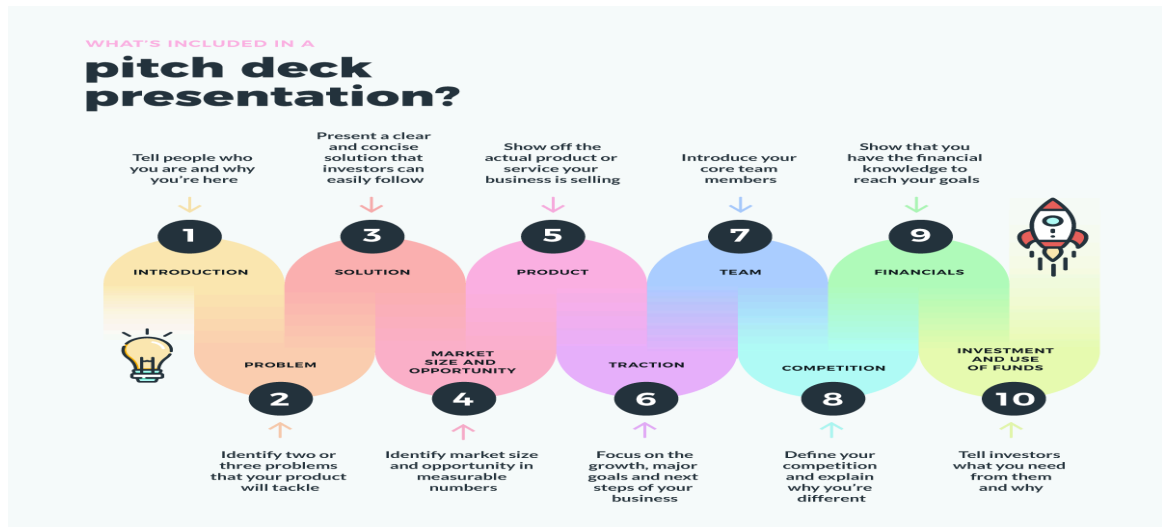 WHAT'S INCLUDED IN A
pitch deck
presentation?
Tell people who
you are and why
you're here
1
INTRODUCTION
PROBLEM
2
Identify two or
three problems
that your product
will tackle
Present a clear
and concise
solution that
investors can
easily follow
3
SOLUTION
MARKET
SIZE AND
OPPORTUNITY
4
Identify market size
and opportunity in
measurable
numbers
Show off the
actual product or
service your
business is selling
5
PRODUCT
TRACTION
6
Focus on the
growth, major
goals and next
steps of your
business
Introduce your
core team
members
7
TEAM
COMPETITION
8
Define your
competition
and explain
why you're
different
Show that you
have the financial
knowledge to
reach your goals
9
FINANCIALS
INVESTMENT
AND USE
OF FUNDS
10
Tell investors
what you need
from them
and why